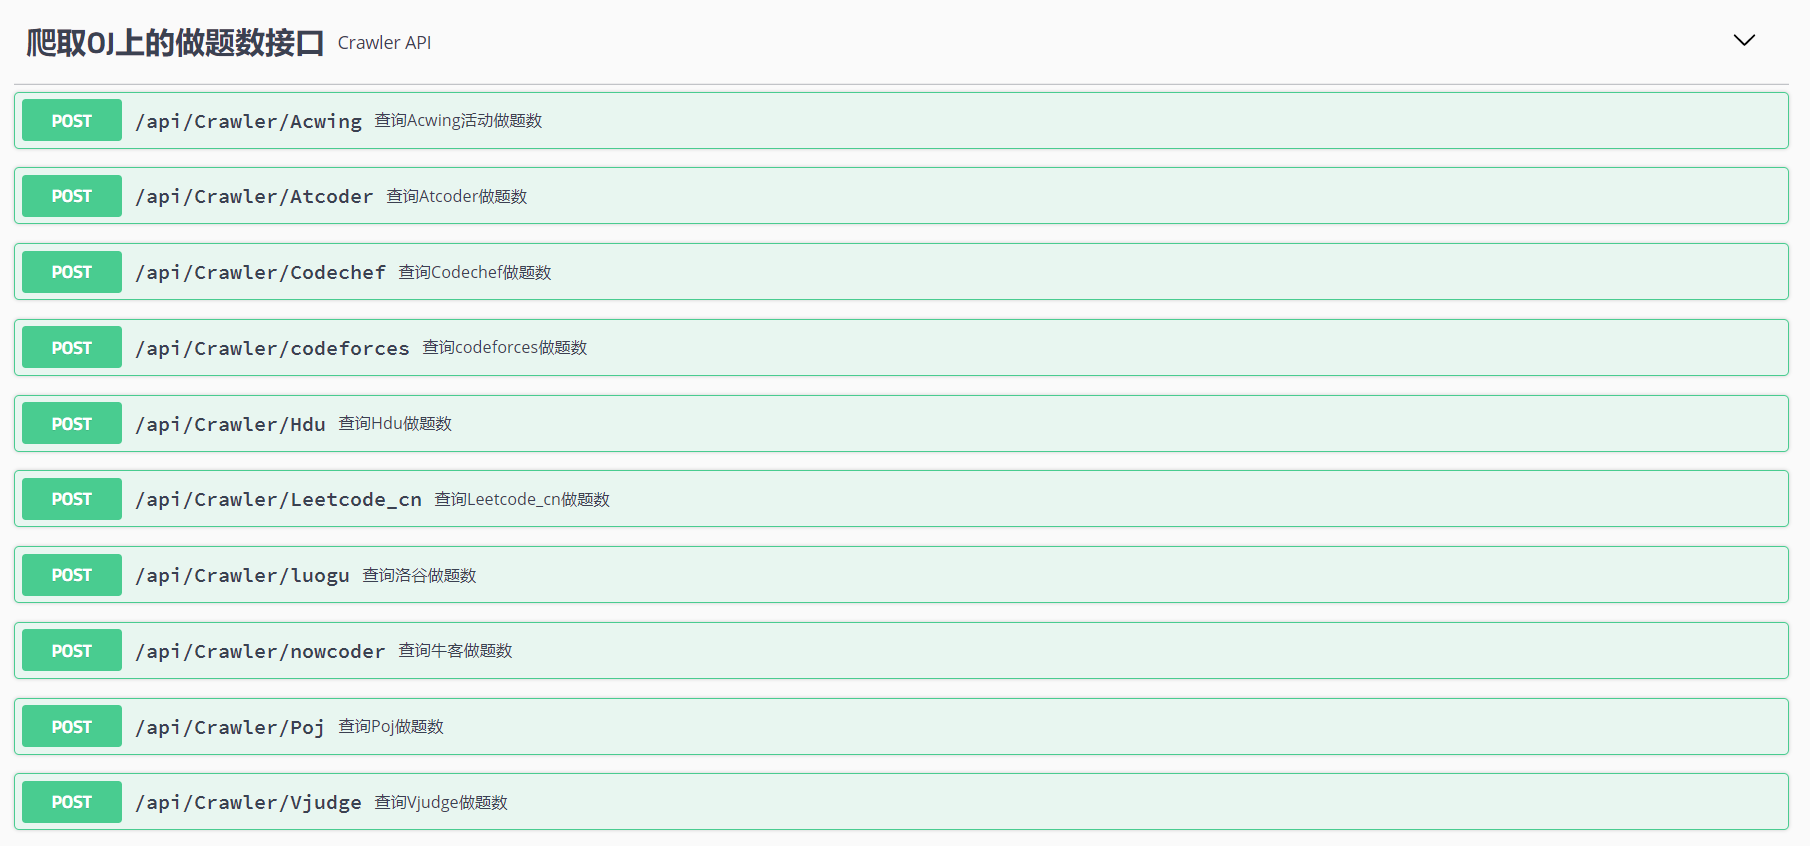 爬取OJ上的做题数接口 Crawler API
POST /api/Crawler/Acwing 查询Acwing活动做题数
POST /api/Crawler/Atcoder 查询Atcoder做题数
POST /api/Crawler/Codechef 查询Codechef做题数
POST /api/Crawler/codeforces 查询codeforces做题数
POST /api/Crawler/Hdu 查询Hdu做题数
POST /api/Crawler/Leetcode_cn 查询Leetcode_cn做题数
POST /api/Crawler/luogu 查询洛谷做题数
POST /api/Crawler/nowcoder 查询牛客做题数
POST /api/Crawler/Poj 查询Poj做题数
POST /api/Crawler/Vjudge 查询Vjudge做题数